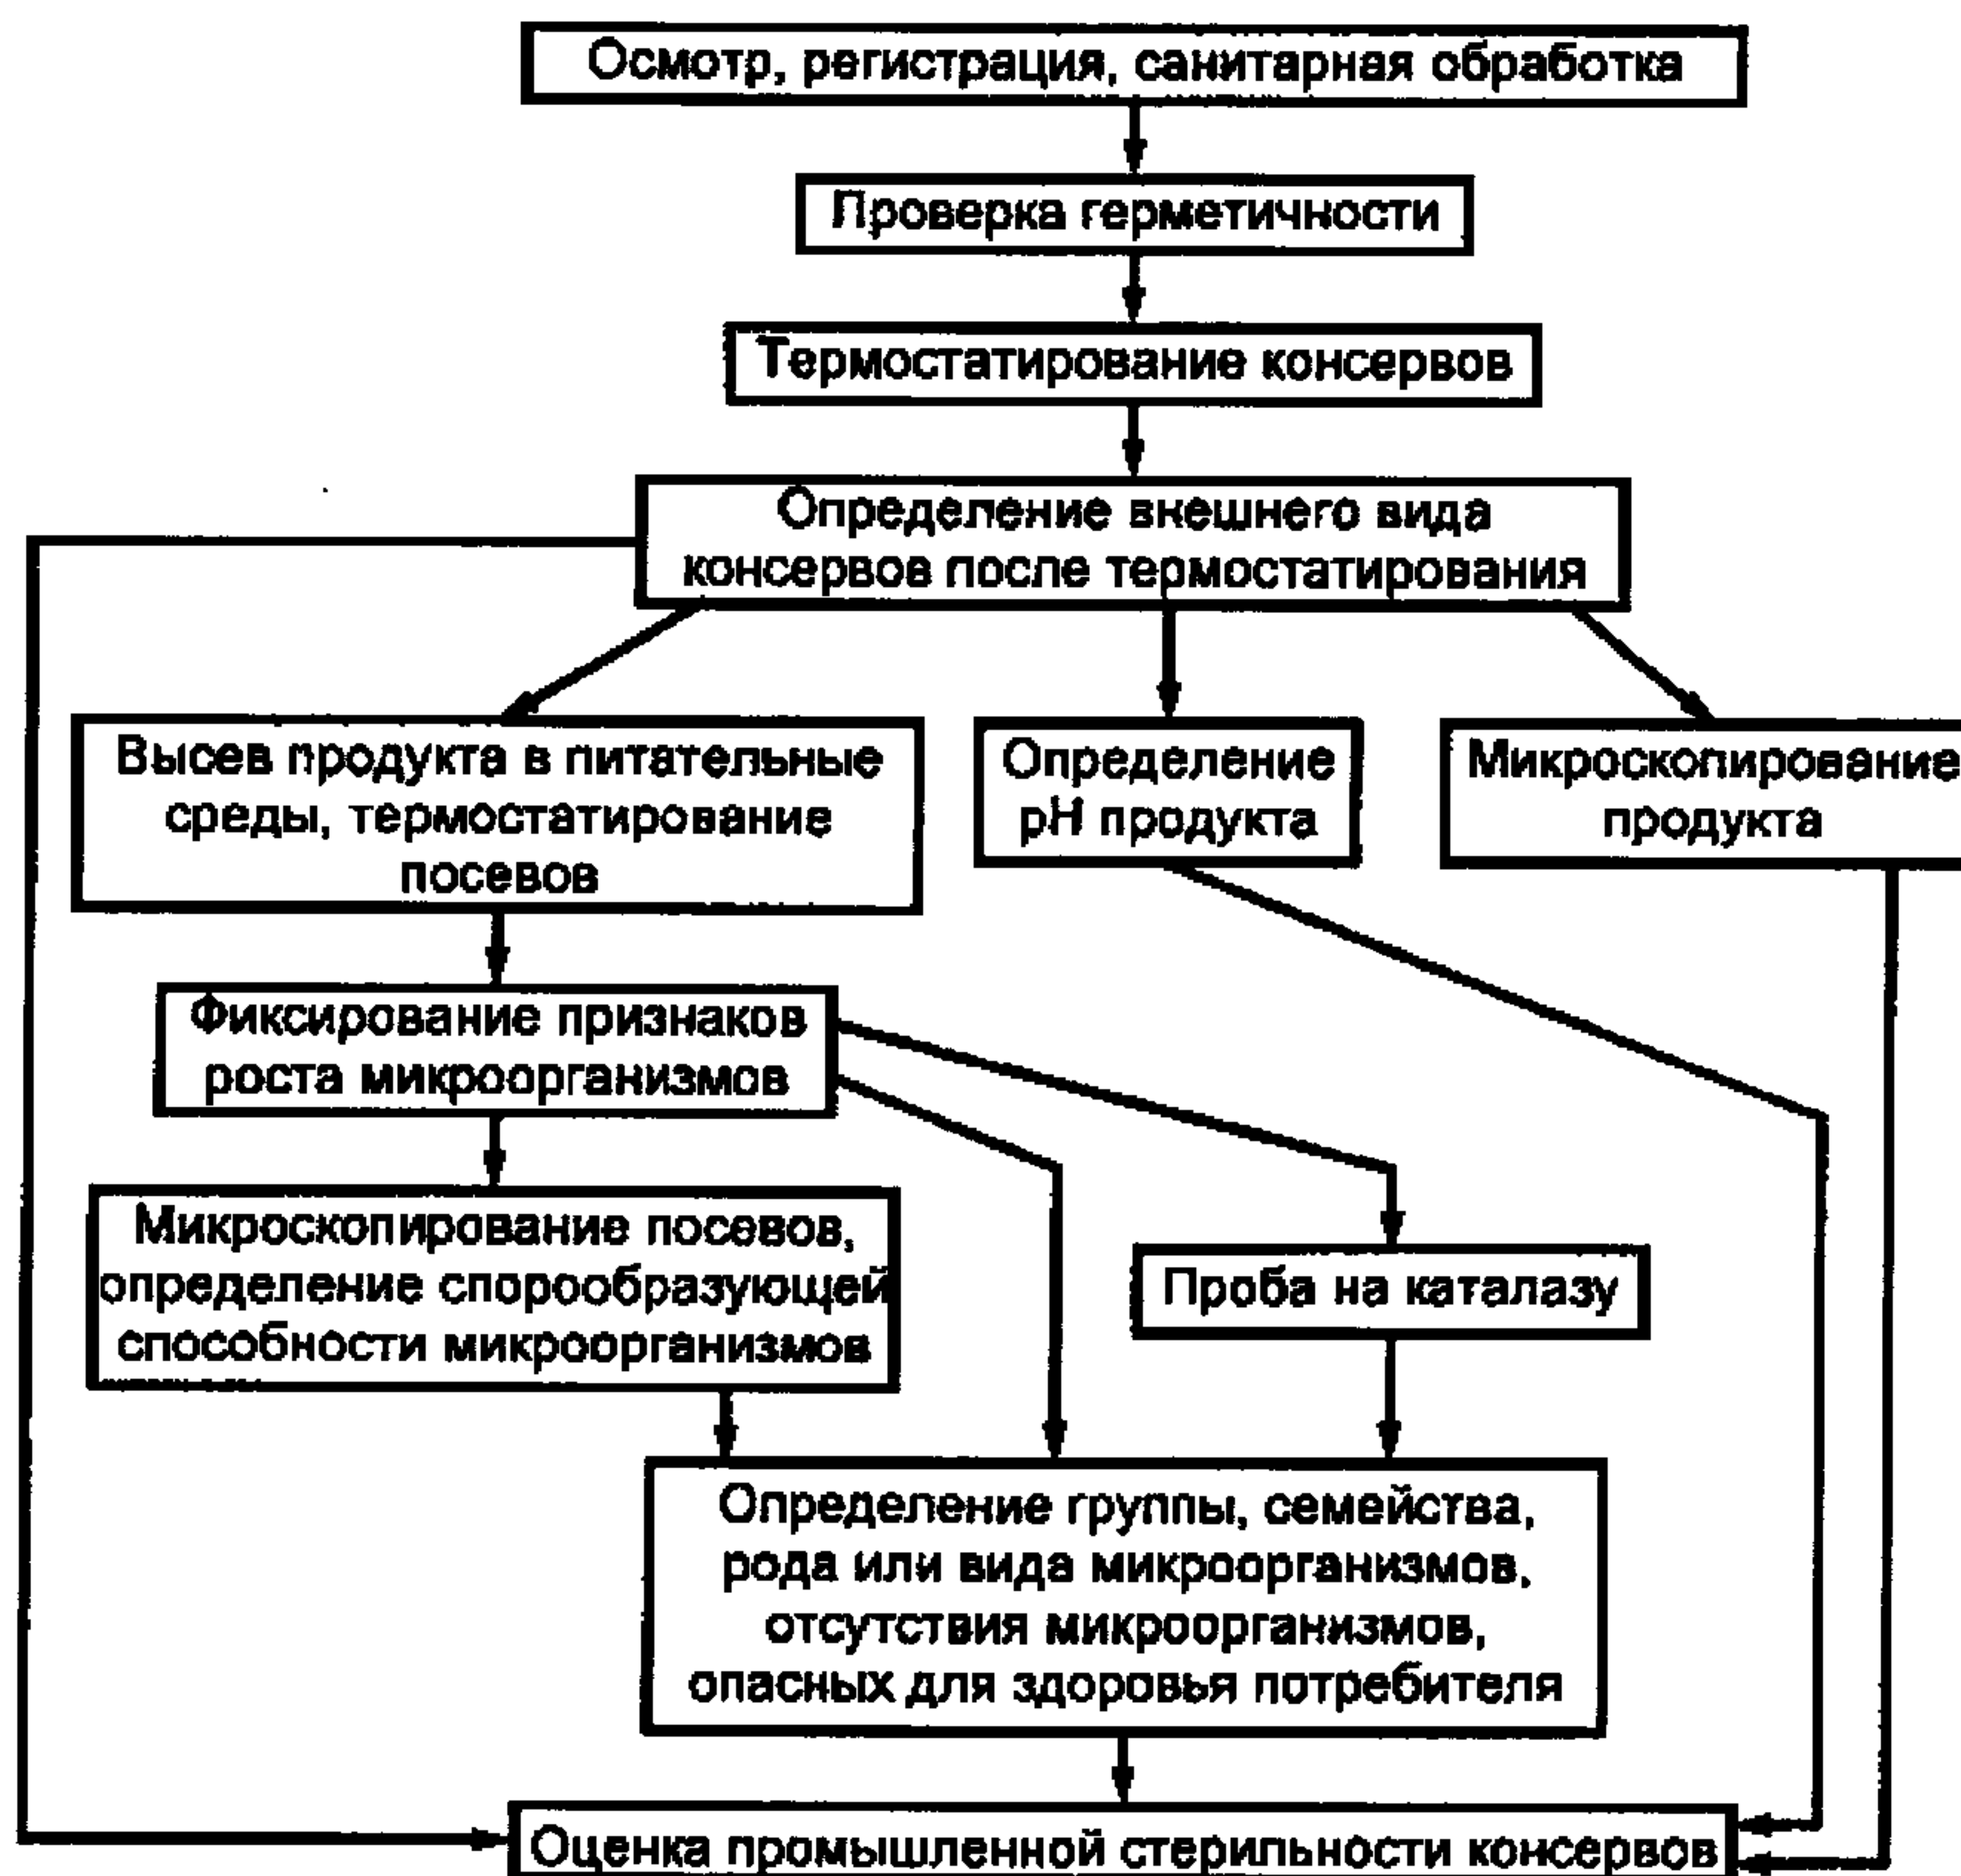 Осмотр, регистрация, санитарная обработка
Проверка герметичности
Термостатирование консервов
Определение внешнего вида
консервов после термостатирования
Высев продукта в питательные
среды, термостатирование
посевов
Определение
pH продукта
Микроскопирование
продукта
Фиксирование признаков
роста микроорганизмов
Микроскопирование посевов,
определение спорообразующей
способности микроорганизмов
Проба на каталазу
Определение группы, семейства,
рода или вида микроорганизмов,
отсутствия микроорганизмов,
опасных для здоровья потребителя
Оценка промышленной стерильности консервов